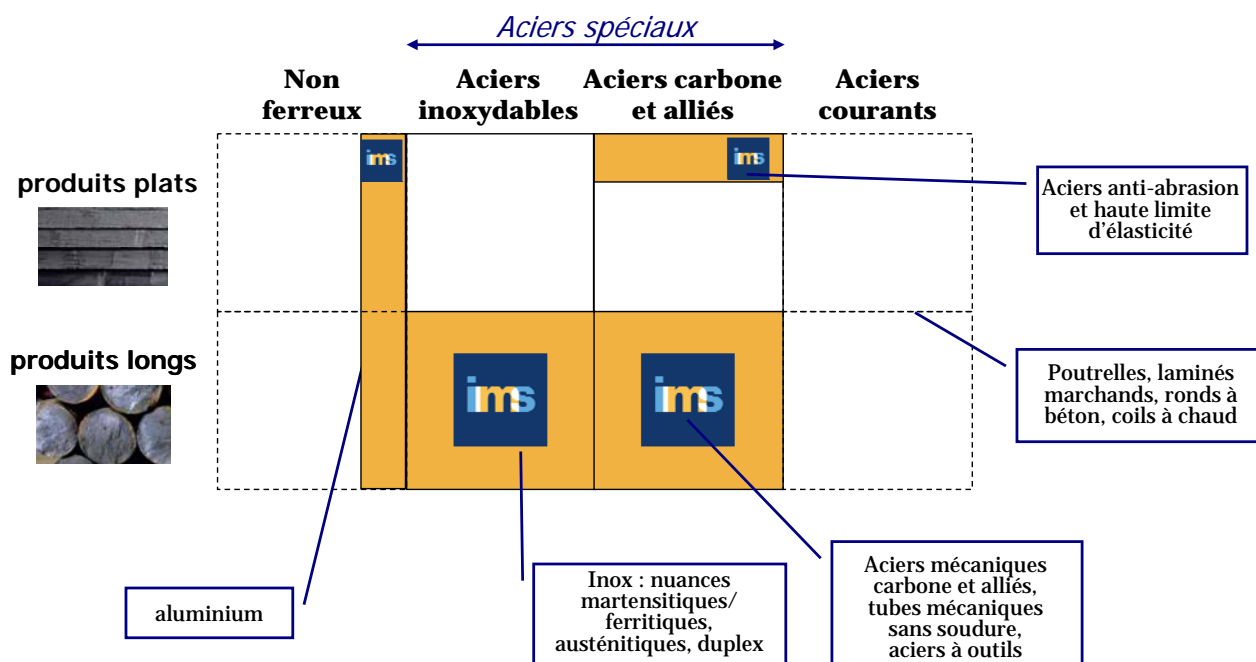 Aciers spéciaux
Non
ferreux
Aciers
inoxydables
Aciers carbone
et alliés
Aciers
courants
ims
ims
produits plats
Aciers anti-abrasion
et haute limite
d'élasticité
produits longs
ims
ims
Poutrelles, laminés
marchands, ronds à
béton, coils à chaud
aluminium
Inox : nuances
martensitiques/
ferritiques,
austénitiques, duplex
Aciers mécaniques
carbone et alliés,
tubes mécaniques
sans soudure,
aciers à outils